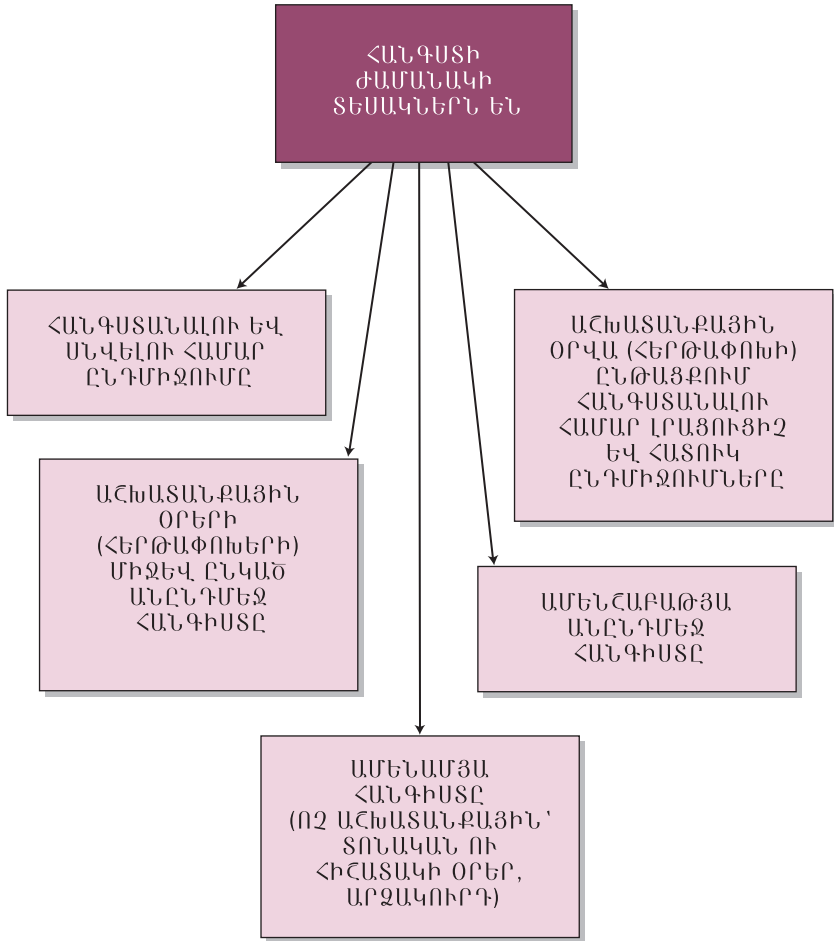 ՀԱՆԳՍՏԻ
ԺԱՄԱՆԱԿԻ
ՏԵՍԱԿՆԵՐՆ ԵՆ
ՀԱՆԳՍՏԱՆԱԼՈՒ ԵՎ
ՍՆՎԵԼՈՒ ՀԱՄԱՐ
ԸՆԴՄԻՋՈՒՄԸ
ԱՇԽԱՏԱՆՔԱՅԻՆ
ՕՐՎԱ (ՀԵՐԹԱՓՈԽԻ)
ԸՆԹԱՑՔՈՒՄ
ՀԱՆԳՍՏԱՆԱԼՈՒ
ՀԱՄԱՐ ԼՐԱՑՈՒՑԻՉ
ԵՎ ՀԱՏՈՒԿ
ԸՆԴՄԻՋՈՒՄՆԵՐԸ
ԱՇԽԱՏԱՆՔԱՅԻՆ
ՕՐԵՐԻ
(ՀԵՐԹԱՓՈԽԵՐԻ)
ՄԻՋԵՎ ԸՆԿԱԾ
ԱՆԸՆԴՄԵՋ
ՀԱՆԳԻՍՏԸ
ԱՄԵՆՇԱԲԱԹՅԱ
ԱՆԸՆԴՄԵՋ
ՀԱՆԳԻՍՏԸ
ԱՄԵՆԱՄՅԱ
ՀԱՆԳԻՍՏԸ
(ՈՉ ԱՇԽԱՏԱՆՔԱՅԻՆ՝
ՏՈՆԱԿԱՆ ՈՒ
ՀԻՇԱՏԱԿԻ ՕՐԵՐ,
ԱՐՁԱԿՈՒՐԴ)